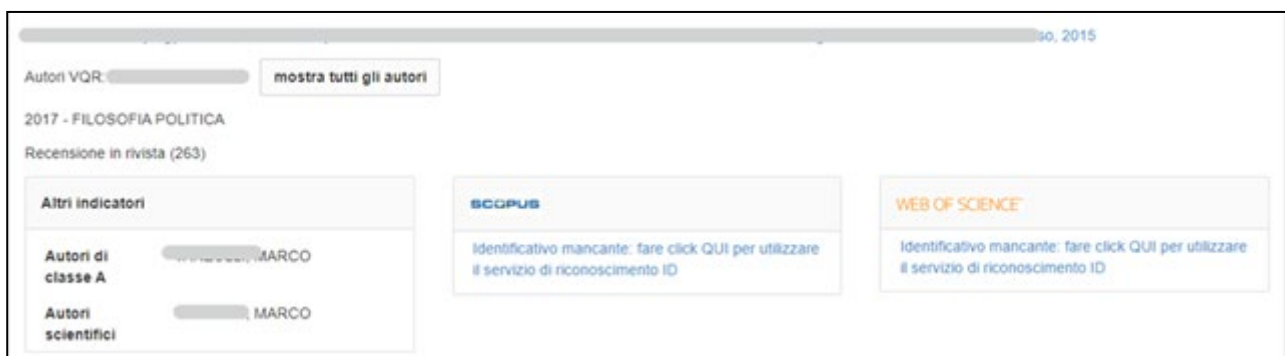 so, 2015
Autori VQR: mostra tutti gli autori
2017 - FILOSOFIA POLITICA
Recensione in rivista (263)
Altri indicatori
SCOPUS
WEB OF SCIENCE™
Autori di classe A
MARCO
Identificativo mancante: fare click QUI per utilizzare
il servizio di riconoscimento ID
Identificativo mancante: fare click QUI per utilizzare
il servizio di riconoscimento ID
Autori scientifici
, MARCO